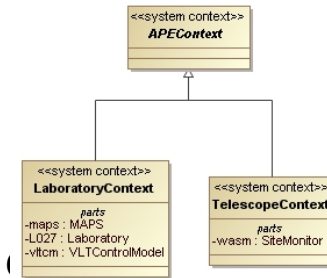 <<system context>>
APEContext
<<system context>>
LaboratoryContext
parts
-maps : MAPS
-L027 : Laboratory
-vltcm : VLTControlModel
<<system context>>
TelescopeContext
parts
-wasm : SiteMonitor
(